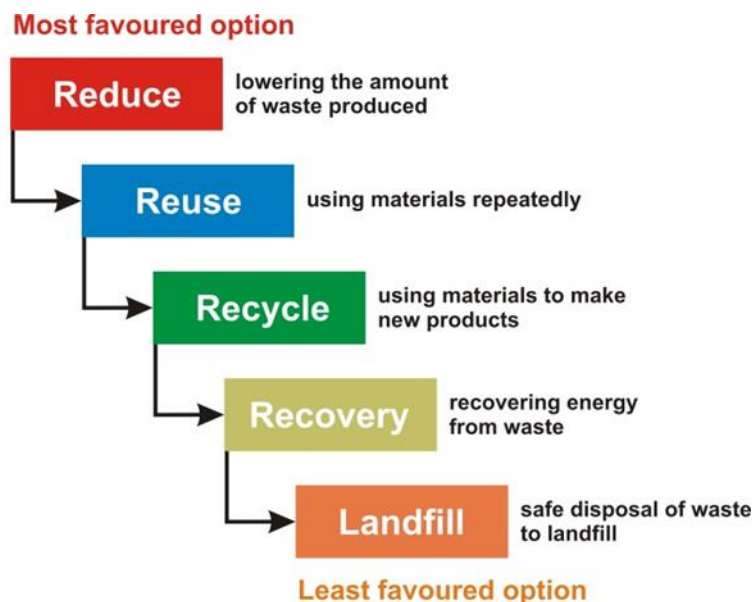 Most favoured option
Reduce
lowering the amount
of waste produced
Reuse
using materials repeatedly
Recycle
using materials to make
new products
Recovery
recovering energy
from waste
Landfill
safe disposal of waste
to landfill
Least favoured option